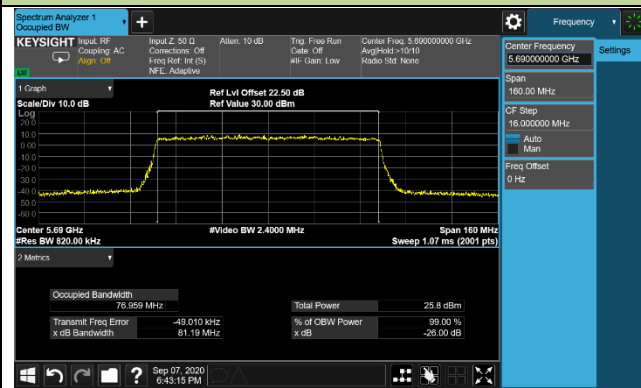 Spectrum Analyzer 1
Occupied BW
Frequency
KEYSIGHT
Input: RF
Coupling: AC
Align: Off
Input Z: 50 Ω
Corrections: Off
Freq Ref: Int (S)
NFE: Adaptive
Atten: 10 dB
Trig: Free Run
Gate: Off
#IF Gain: Low
Center Freq: 5.690000000 GHz
Avg|Hold:>10/10
Radio Std: None
LXI
Center Frequency
5.690000000 GHz
Settings
Span
160.00 MHz
CF Step
16.000000 MHz
Auto
Man
Freq Offset
0 Hz
1 Graph
Scale/Div 10.0 dB
Ref Lvl Offset 22.50 dB
Ref Value 30.00 dBm
Log
20.0
10.0
0.00
-10.0
-20.0
-30.0
-40.0
-50.0
-60.0
Center 5.69 GHz
#Video BW 2.4000 MHz
Span 160 MHz
#Res BW 820.00 kHz
Sweep 1.07 ms (2001 pts)
2 Metrics
Occupied Bandwidth
76.959 MHz
Total Power 25.8 dBm
Transmit Freq Error -49.010 kHz
% of OBW Power 99.00 %
x dB Bandwidth 81.19 MHz
x dB -26.00 dB
?
Sep 07, 2020
6:43:15 PM